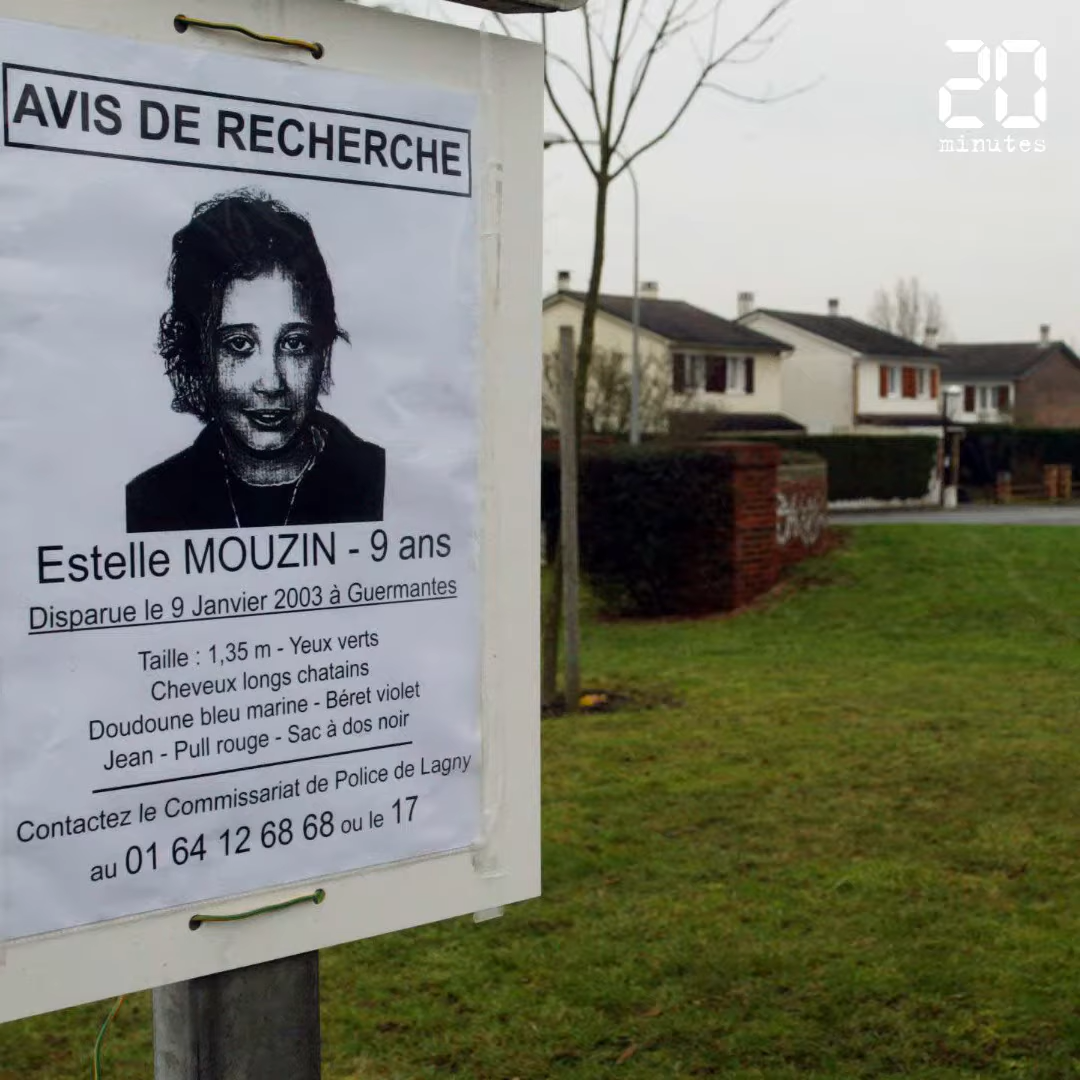 AVIS DE RECHERCHE
Estelle MOUZIN - 9 ans
Disparue le 9 Janvier 2003 à Guermantes
Taille : 1,35 m - Yeux verts
Cheveux longs chatains
Doudoune bleu marine - Béret violet
Jean - Pull rouge - Sac à dos noir
Contactez le Commissariat de Police de Lagny
au 01 64 12 68 68 ou le 17
20
minutes